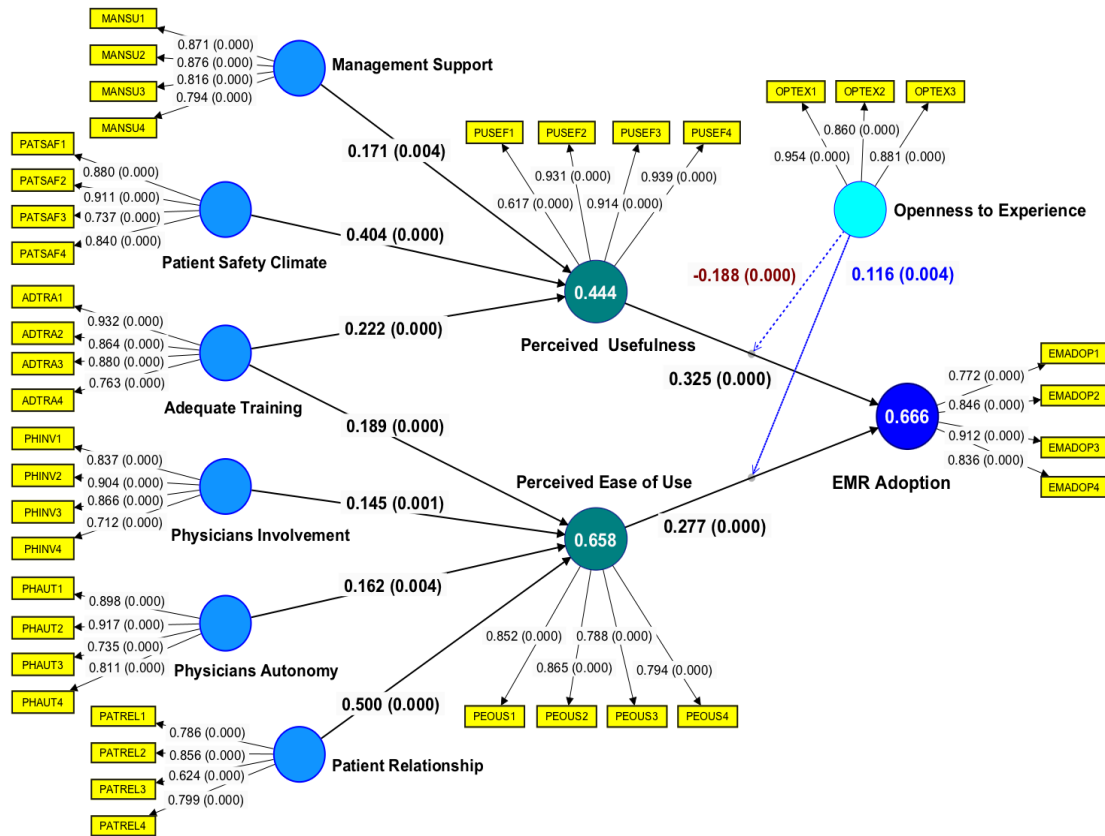 MANSU1
MANSU2
MANSU3
MANSU4
0.871 (0.000)
0.876 (0.000)
0.816 (0.000)
0.794 (0.000)
Management Support
PATSAF1
PATSAF2
PATSAF3
PATSAF4
0.880 (0.000)
0.911 (0.000)
0.737 (0.000)
0.840 (0.000)
Patient Safety Climate
ADTRA1
ADTRA2
ADTRA3
ADTRA4
0.932 (0.000)
0.864 (0.000)
0.880 (0.000)
0.763 (0.000)
Adequate Training
PHINV1
PHINV2
PHINV3
PHINV4
0.837 (0.000)
0.904 (0.000)
0.866 (0.000)
0.712 (0.000)
Physicians Involvement
PHAUT1
PHAUT2
PHAUT3
PHAUT4
0.898 (0.000)
0.917 (0.000)
0.735 (0.000)
0.811 (0.000)
Physicians Autonomy
PATREL1
PATREL2
PATREL3
PATREL4
0.786 (0.000)
0.856 (0.000)
0.624 (0.000)
0.799 (0.000)
Patient Relationship
0.171 (0.004)
0.404 (0.000)
0.222 (0.000)
0.189 (0.000)
0.145 (0.001)
0.162 (0.004)
0.500 (0.000)
PUSEF1
PUSEF2
PUSEF3
PUSEF4
0.931 (0.000)
0.939 (0.000)
0.617 (0.000)
0.914 (0.000)
0.444
Perceived Usefulness
Perceived Ease of Use
0.658
0.852 (0.000)
0.788 (0.000)
0.865 (0.000)
0.794 (0.000)
PEOUS1
PEOUS2
PEOUS3
PEOUS4
OPTEX1
OPTEX2
OPTEX3
0.860 (0.000)
0.954 (0.000)
0.881 (0.000)
Openness to Experience
-0.188 (0.000)
0.116 (0.004)
0.325 (0.000)
0.277 (0.000)
0.666
EMR Adoption
0.772 (0.000)
0.846 (0.000)
0.912 (0.000)
0.836 (0.000)
EMADOP1
EMADOP2
EMADOP3
EMADOP4